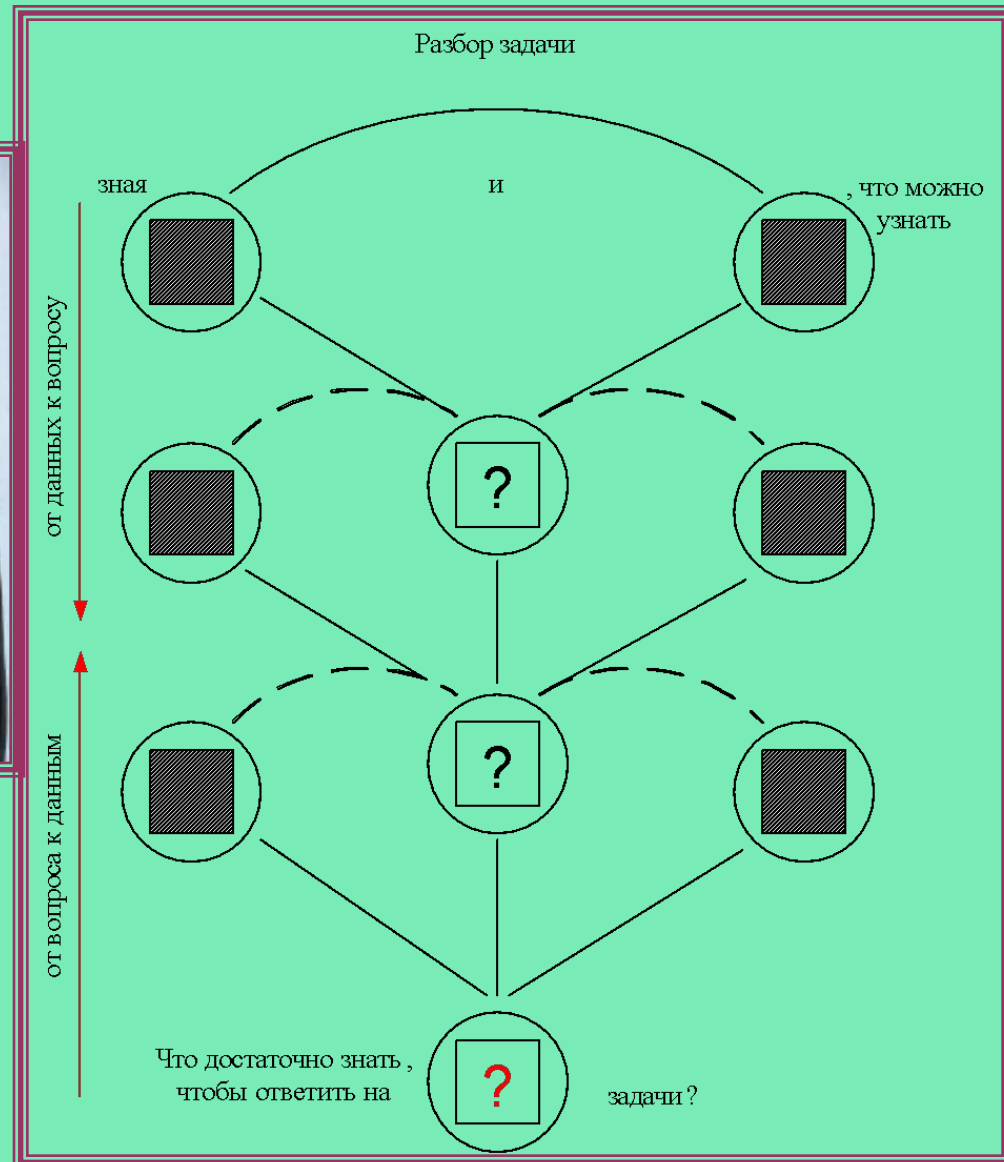 Разбор задачи
зная
и
, что можно
узнать
от данных к вопросу
?
?
от вопроса к данным
Что достаточно знать ,
чтобы ответить на
?
задачи ?